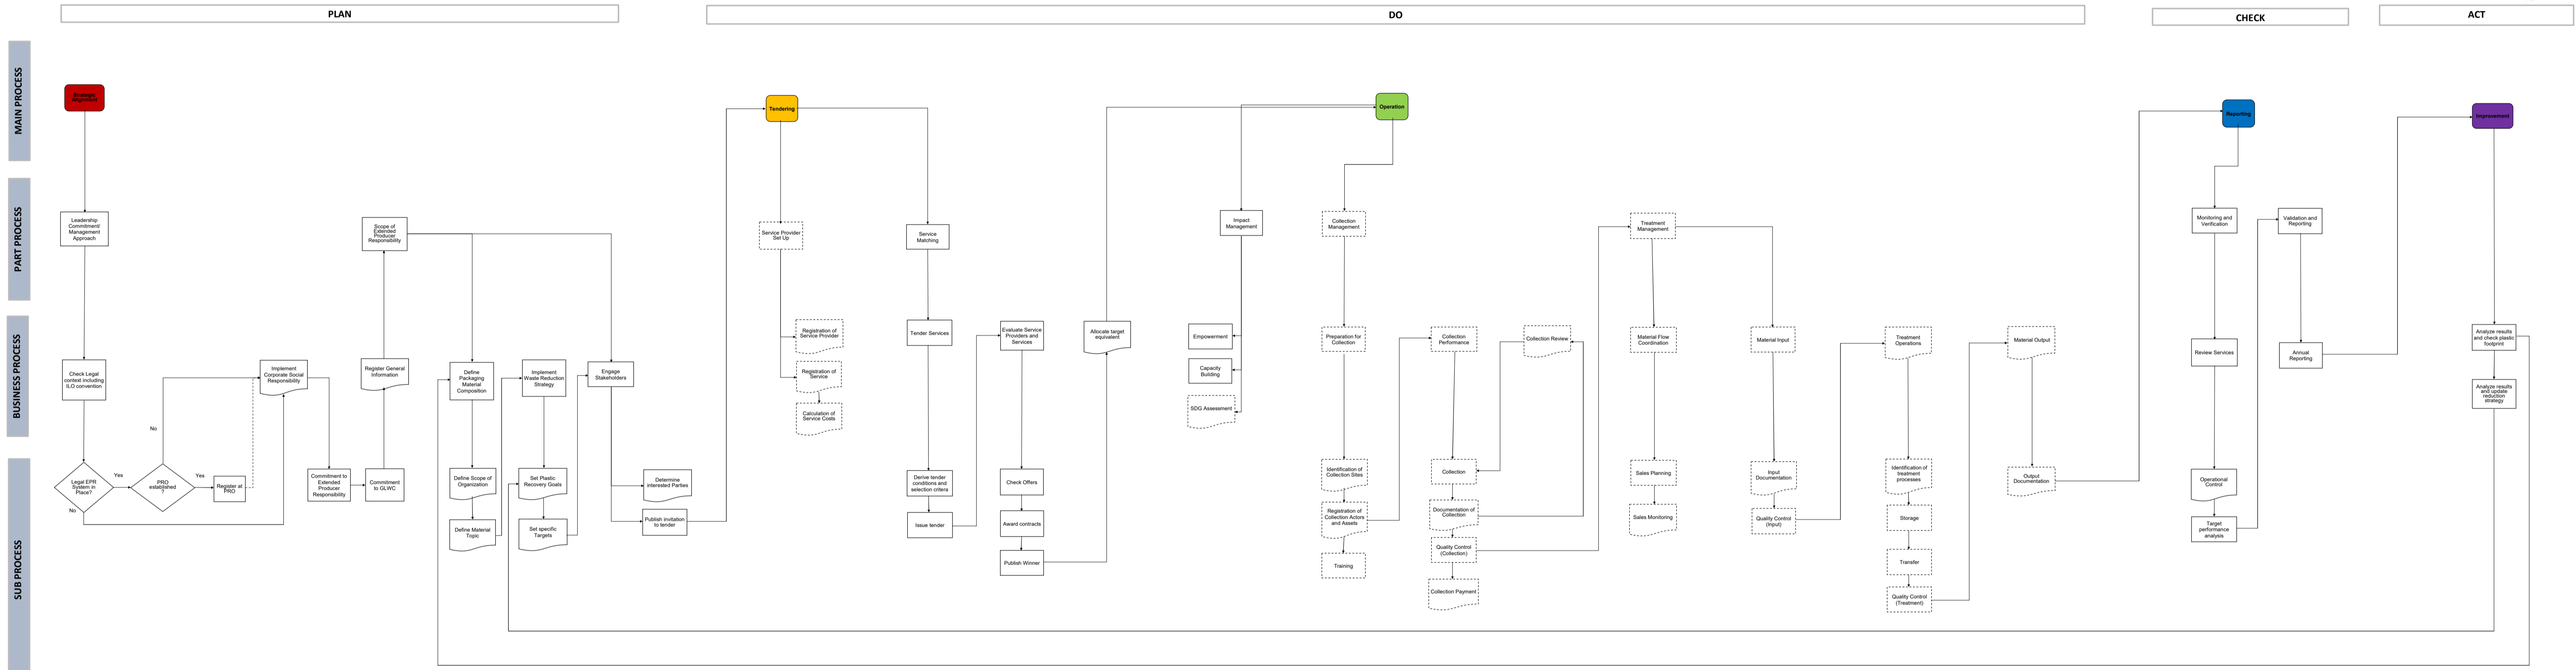 PLAN
DO
CHECK
ACT
MAIN PROCESS
Strategic
Alignment
Tendering
Operation
Reporting
Improvement
PART PROCESS
Leadership
Commitment/
Management
Approach
Scope of
Extended
Producer
Responsibility
Service Provider
Set Up
Service
Matching
Impact
Management
Collection
Management
Treatment
Management
Monitoring and
Verification
Validation and
Reporting
BUSINESS PROCESS
Check Legal
context including
ILO convention
Implement
Corporate Social
Responsibility
Register General
Information
Define
Packaging
Material
Composition
Implement
Waste Reduction
Strategy
Engage
Stakeholders
Registration of
Service Provider
Registration of
Service
Calculation of
Service Costs
Tender Services
Evaluate Service
Providers and
Services
Allocate target
equivalent
Empowerment
Capacity
Building
SDG Assessment
Preparation for
Collection
Collection
Performance
Collection Review
Material Flow
Coordination
Material Input
Treatment
Operations
Material Output
Review Services
Annual
Reporting
Analyze results
and check plastic
footprint
Analyze results
and update
reduction
strategy
SUB PROCESS
Legal EPR
System in
Place?
Yes
No
PRO
established
?
No
Yes
Register at
PRO
Commitment to
Extended
Producer
Responsibility
Commitment
to GLWC
Define Scope of
Organization
Define Material
Topic
Set Plastic
Recovery Goals
Set specific
Targets
Determine
interested Parties
Publish invitation
to tender
Derive tender
conditions and
selection criteria
Issue tender
Check Offers
Award contracts
Publish Winner
Identification of
Collection Sites
Registration of
Collection Actors
and Assets
Training
Collection
Documentation of
Collection
Quality Control
(Collection)
Collection Payment
Sales Planning
Sales Monitoring
Input
Documentation
Quality Control
(Input)
Identification of
treatment
processes
Storage
Transfer
Quality Control
(Treatment)
Output
Documentation
Operational
Control
Target
performance
analysis